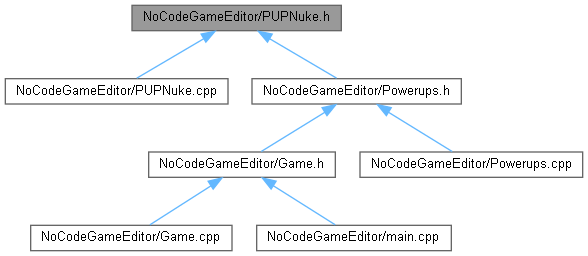 NoCodeGameEditor/PUPNuke.h
NoCodeGameEditor/PUPNuke.cpp
NoCodeGameEditor/Powerups.h
NoCodeGameEditor/Game.h
NoCodeGameEditor/Powerups.cpp
NoCodeGameEditor/Game.cpp
NoCodeGameEditor/main.cpp